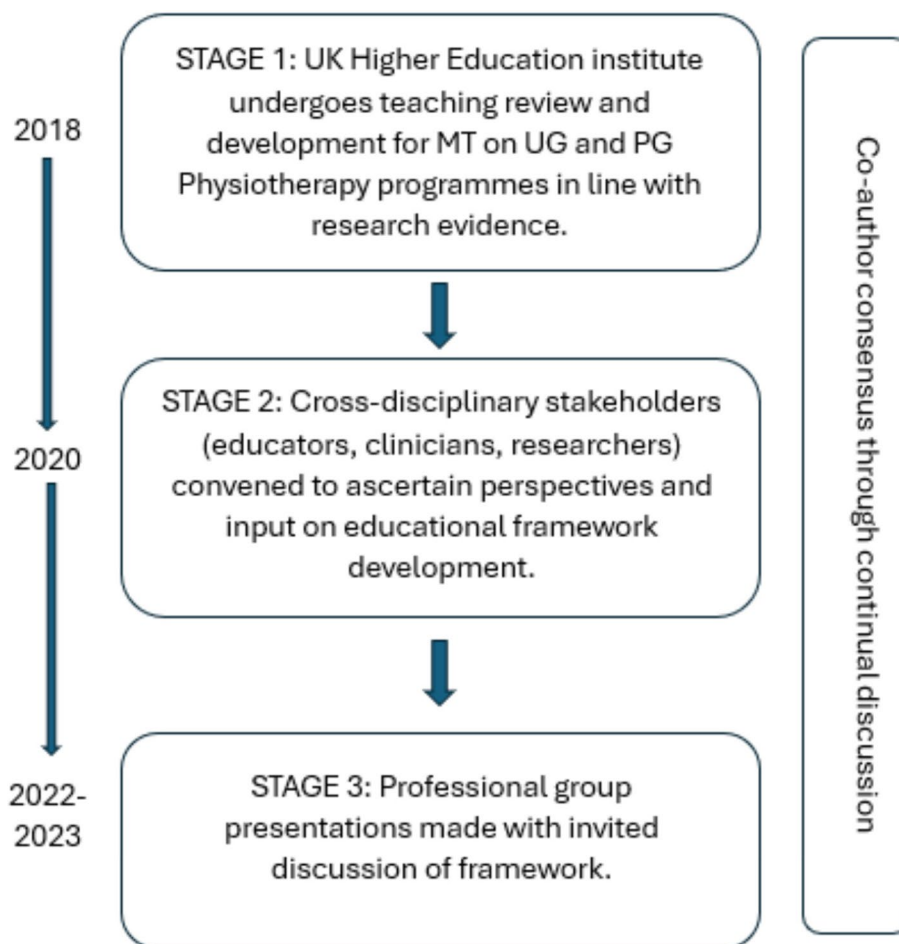 2018
STAGE 1: UK Higher Education institute
undergoes teaching review and
development for MT on UG and PG
Physiotherapy programmes in line with
research evidence.
2020
STAGE 2: Cross-disciplinary stakeholders
(educators, clinicians, researchers)
convened to ascertain perspectives and
input on educational framework
development.
2022-
2023
STAGE 3: Professional group
presentations made with invited
discussion of framework.
Co-author consensus through continual discussion